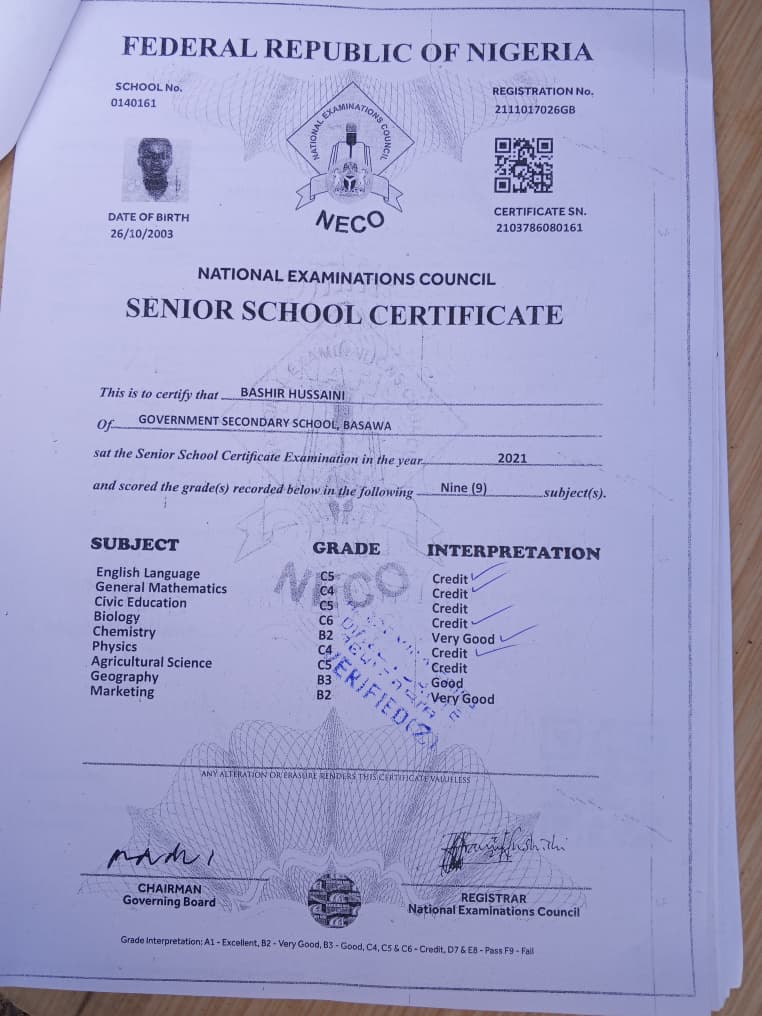 FEDERAL REPUBLIC OF NIGERIA
SCHOOL No.
0140161
REGISTRATION No.
2111017026GB
NATIONAL EXAMINATIONS COUNCIL
NECO
DATE OF BIRTH
26/10/2003
CERTIFICATE SN.
2103786080161
NATIONAL EXAMINATIONS COUNCIL
SENIOR SCHOOL CERTIFICATE
This is to certify that BASHIR HUSSAINI
Of GOVERNMENT SECONDARY SCHOOL, BASAWA
sat the Senior School Certificate Examination in the year 2021
and scored the grade(s) recorded below in the following Nine (9) subject(s).
SUBJECT GRADE INTERPRETATION
English Language C5 Credit
General Mathematics C4 Credit
Civic Education C5 Credit
Biology C6 Credit
Chemistry B2 Very Good
Physics C4 Credit
Agricultural Science C5 Credit
Geography B3 Good
Marketing B2 Very Good
NECO
VERIFIED(2)
ANY ALTERATION OR ERASURE RENDERS THIS CERTIFICATE VALUELESS
CHAIRMAN
Governing Board
REGISTRAR
National Examinations Council
Grade Interpretation: A1 - Excellent, B2 - Very Good, B3 - Good, C4, C5 & C6 - Credit, D7 & E8 - Pass F9 - Fail